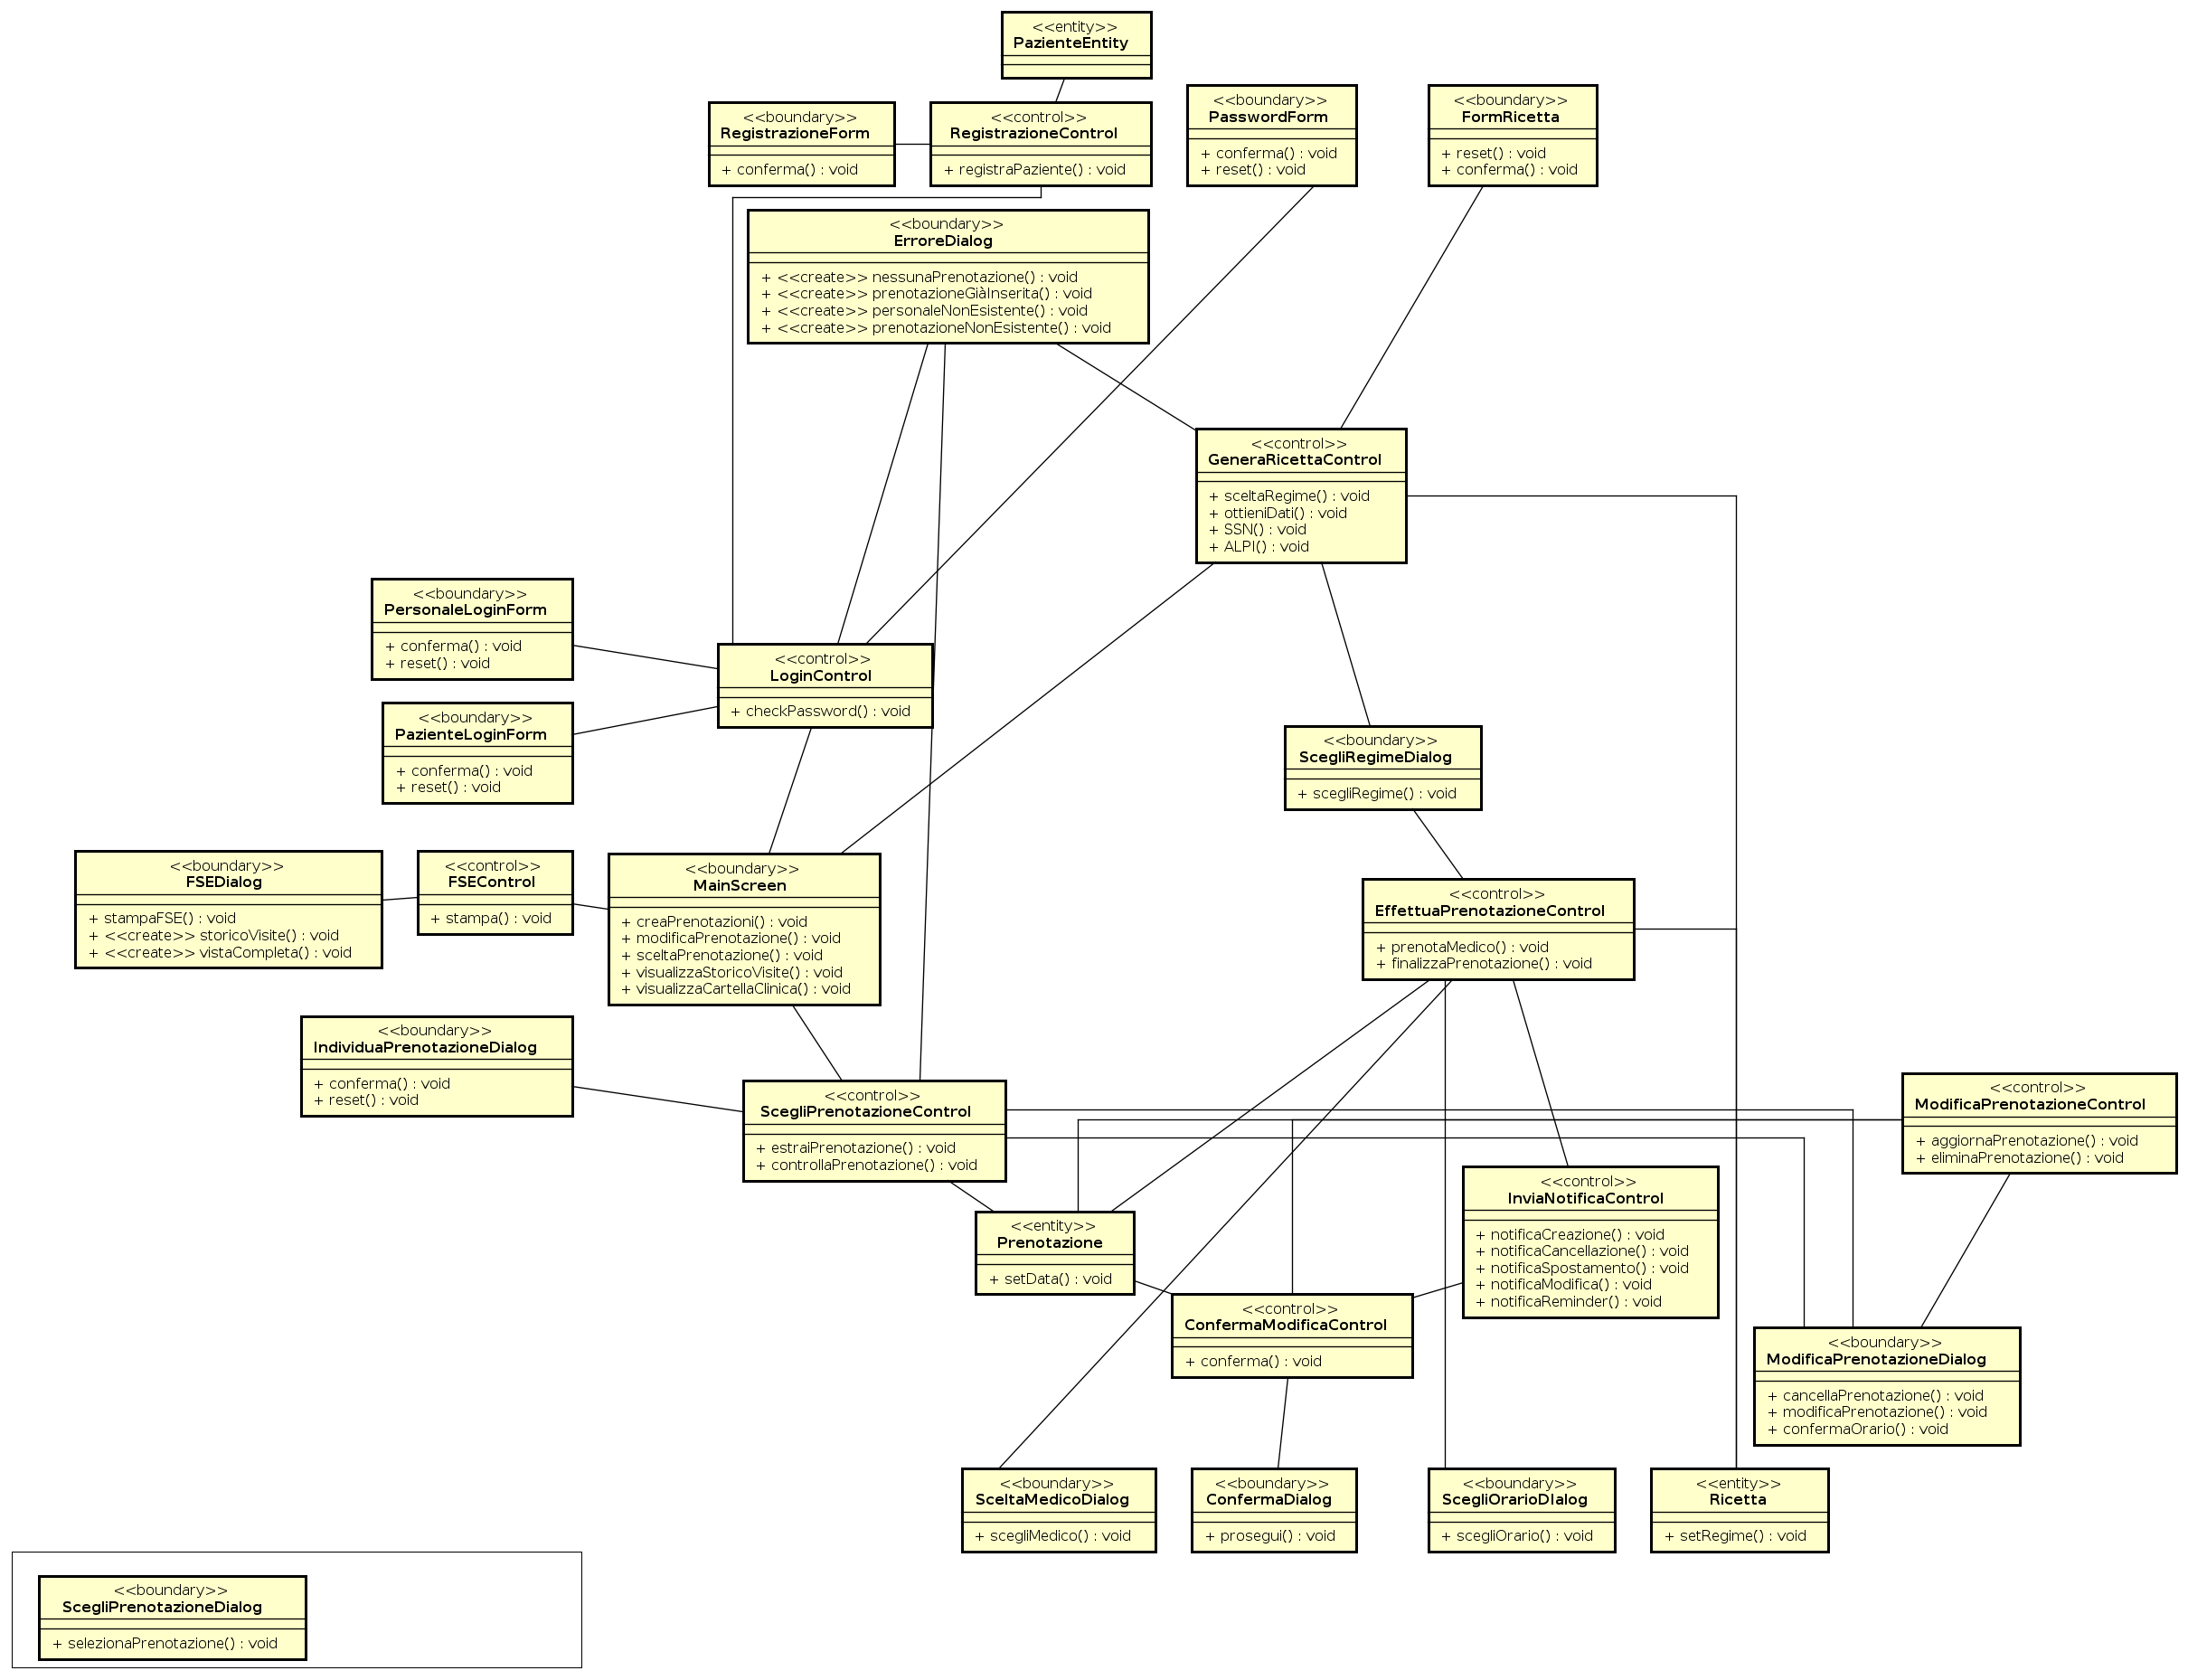 <<entity>>
PazienteEntity
<<boundary>>
RegistrazioneForm
+ conferma() : void
<<control>>
RegistrazioneControl
+ registraPaziente() : void
<<boundary>>
PasswordForm
+ conferma() : void
+ reset() : void
<<boundary>>
FormRicetta
+ reset() : void
+ conferma() : void
<<boundary>>
ErroreDialog
+ <<create>> nessunaPrenotazione() : void
+ <<create>> prenotazioneGiàInserita() : void
+ <<create>> personaleNonEsistente() : void
+ <<create>> prenotazioneNonEsistente() : void
<<control>>
GeneraRicettaControl
+ sceltaRegime() : void
+ ottieniDati() : void
+ SSN() : void
+ ALPI() : void
<<boundary>>
PersonaleLoginForm
+ conferma() : void
+ reset() : void
<<control>>
LoginControl
+ checkPassword() : void
<<boundary>>
PazienteLoginForm
+ conferma() : void
+ reset() : void
<<boundary>>
ScegliRegimeDialog
+ scegliRegime() : void
<<boundary>>
FSEDialog
+ stampaFSE() : void
+ <<create>> storicoVisite() : void
+ <<create>> vistaCompleta() : void
<<control>>
FSEControl
+ stampa() : void
<<boundary>>
MainScreen
+ creaPrenotazioni() : void
+ modificaPrenotazione() : void
+ sceltaPrenotazione() : void
+ visualizzaStoricoVisite() : void
+ visualizzaCartellaClinica() : void
<<control>>
EffettuaPrenotazioneControl
+ prenotaMedico() : void
+ finalizzaPrenotazione() : void
<<boundary>>
IndividuaPrenotazioneDialog
+ conferma() : void
+ reset() : void
<<control>>
ScegliPrenotazioneControl
+ estraiPrenotazione() : void
+ controllaPrenotazione() : void
<<control>>
ModificaPrenotazioneControl
+ aggiornaPrenotazione() : void
+ eliminaPrenotazione() : void
<<control>>
InviaNotificaControl
+ notificaCreazione() : void
+ notificaCancellazione() : void
+ notificaSpostamento() : void
+ notificaModifica() : void
+ notificaReminder() : void
<<entity>>
Prenotazione
+ setData() : void
<<control>>
ConfermaModificaControl
+ conferma() : void
<<boundary>>
ModificaPrenotazioneDialog
+ cancellaPrenotazione() : void
+ modificaPrenotazione() : void
+ confermaOrario() : void
<<boundary>>
SceltaMedicoDialog
+ scegliMedico() : void
<<boundary>>
ConfermaDialog
+ prosegui() : void
<<boundary>>
ScegliOrarioDIalog
+ scegliOrario() : void
<<entity>>
Ricetta
+ setRegime() : void
<<boundary>>
ScegliPrenotazioneDialog
+ selezionaPrenotazione() : void